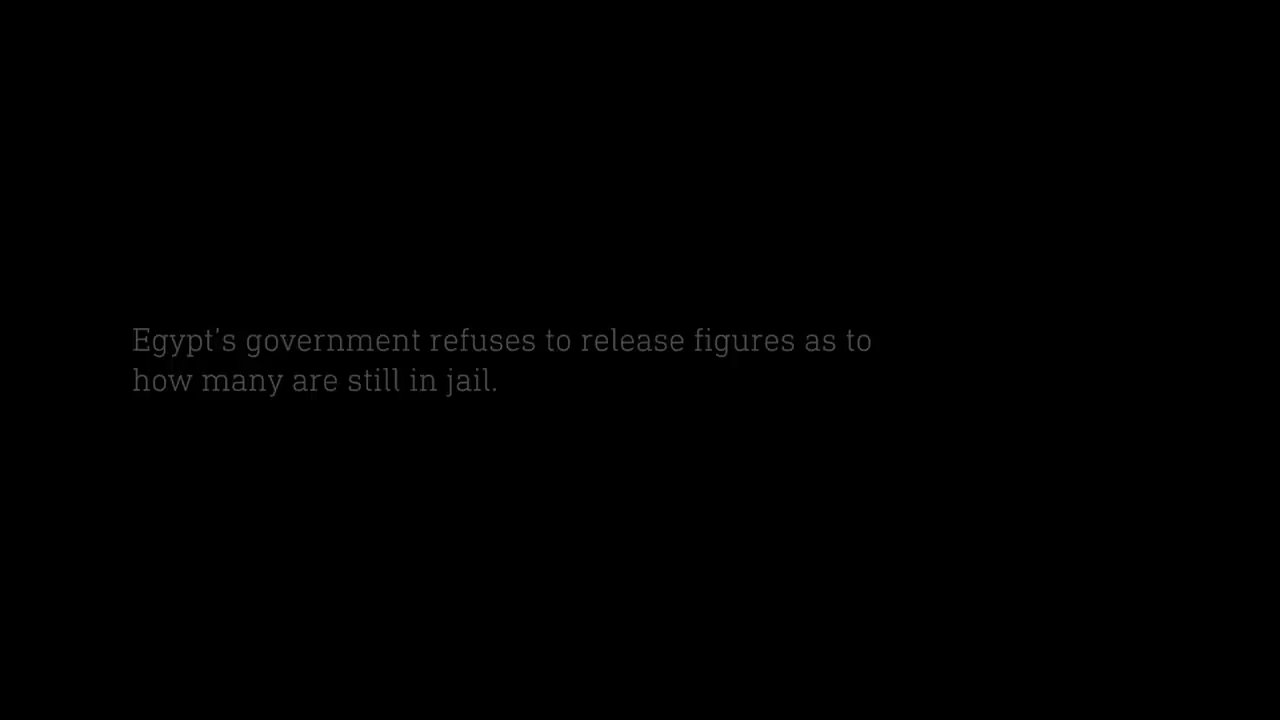 Egypt's government refuses to release figures as to
how many are still in jail.